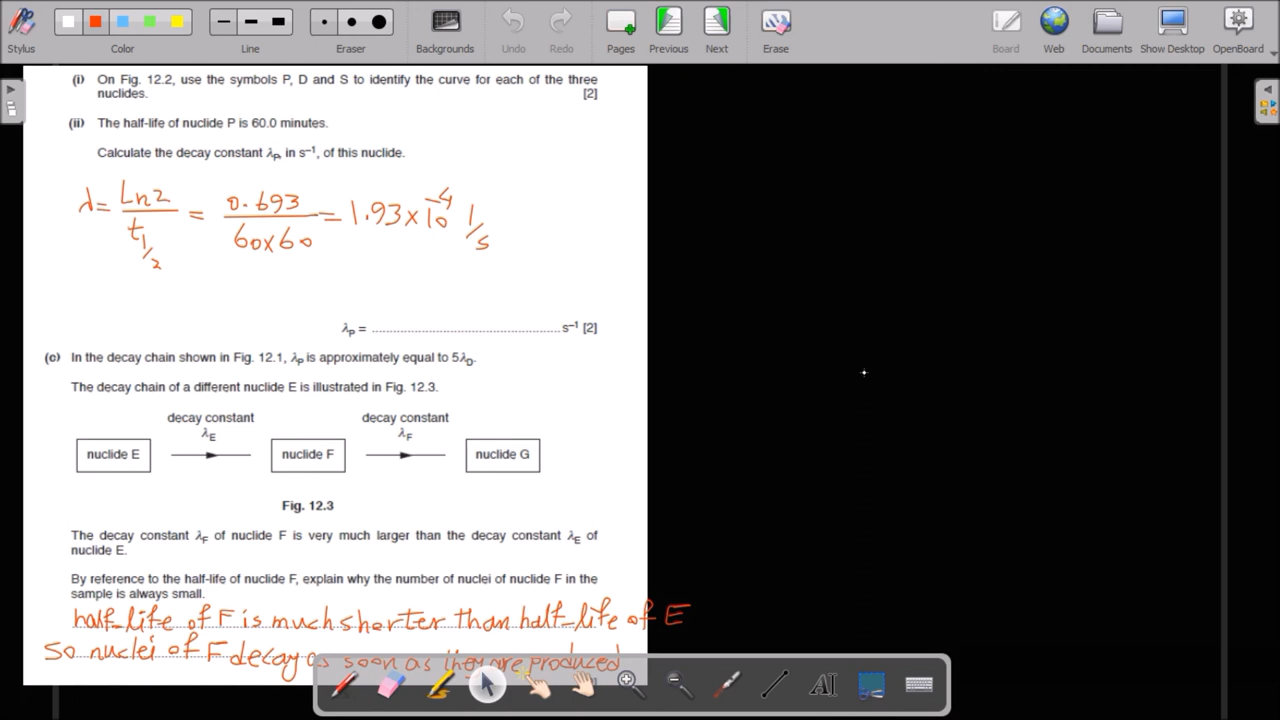 Stylus Color Line Eraser Backgrounds Undo Redo Pages Previous Next Erase Board Web Documents Show Desktop OpenBoard
(i) On Fig. 12.2, use the symbols P, D and S to identify the curve for each of the three
nuclides. [2]
(ii) The half-life of nuclide P is 60.0 minutes.
Calculate the decay constant λP, in s⁻¹, of this nuclide.
λ = Ln2 / t1/2 = 0.693 / 60×60 = 1.93×10⁻⁴ 1/s
λP = ................................................ s⁻¹ [2]
(c) In the decay chain shown in Fig. 12.1, λP is approximately equal to 5λD.
The decay chain of a different nuclide E is illustrated in Fig. 12.3.
decay constant decay constant
λE λF
nuclide E nuclide F nuclide G
Fig. 12.3
The decay constant λF of nuclide F is very much larger than the decay constant λE of
nuclide E.
By reference to the half-life of nuclide F, explain why the number of nuclei of nuclide F in the
sample is always small.
half-life of F is much shorter than half-life of E
So nuclei of F decay as soon as they are produced
AI